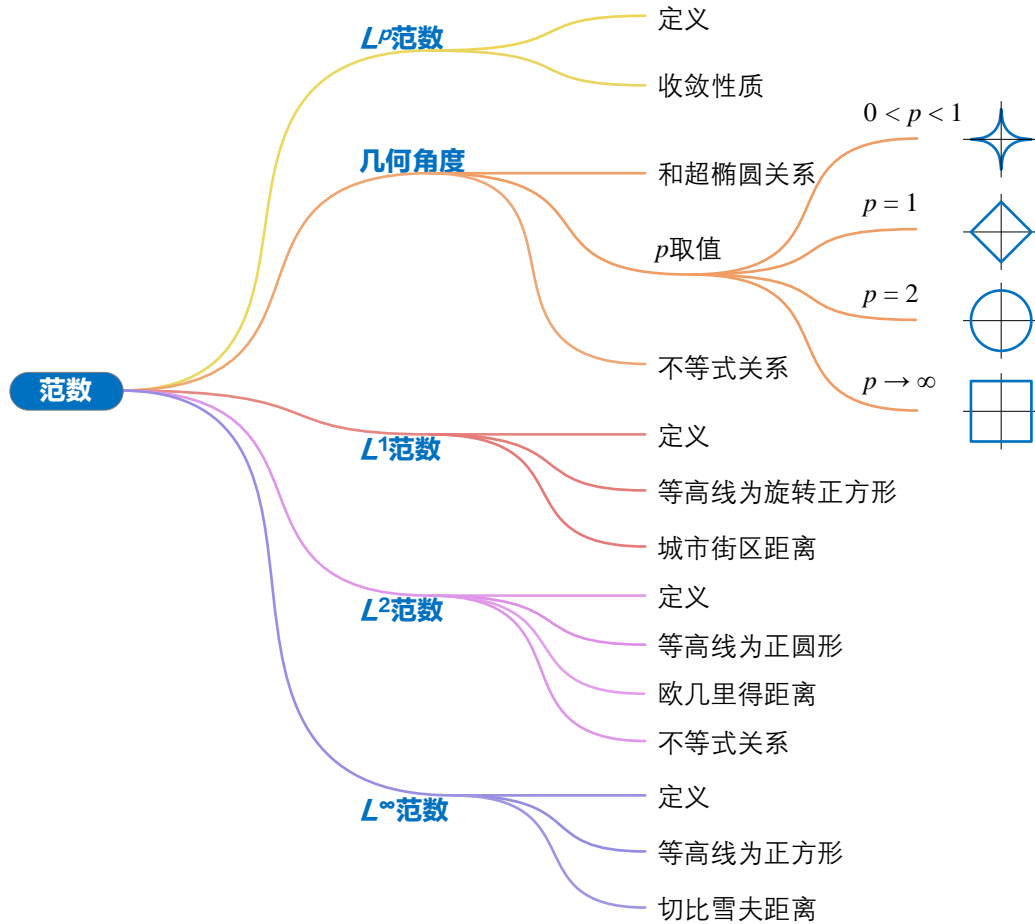 范数
Lᵖ范数
定义
收敛性质
几何角度
和超椭圆关系
p取值
0 < p < 1
p = 1
p = 2
p → ∞
不等式关系
L¹范数
定义
等高线为旋转正方形
城市街区距离
L²范数
定义
等高线为正圆形
欧几里得距离
不等式关系
L∞范数
定义
等高线为正方形
切比雪夫距离